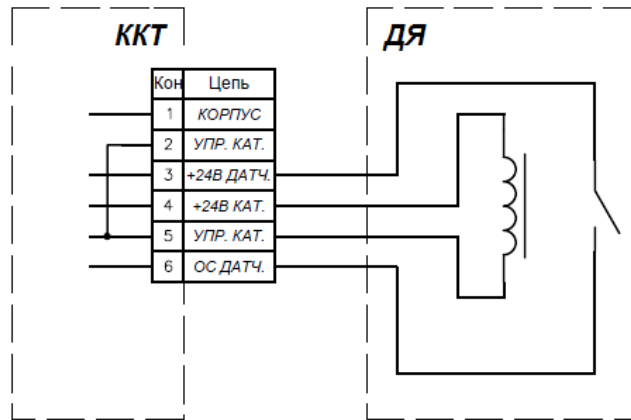 ККТ
ДЯ
Кон Цепь
1 КОРПУС
2 УПР. КАТ.
3 +24В ДАТЧ.
4 +24В КАТ.
5 УПР. КАТ.
6 ОС ДАТЧ.